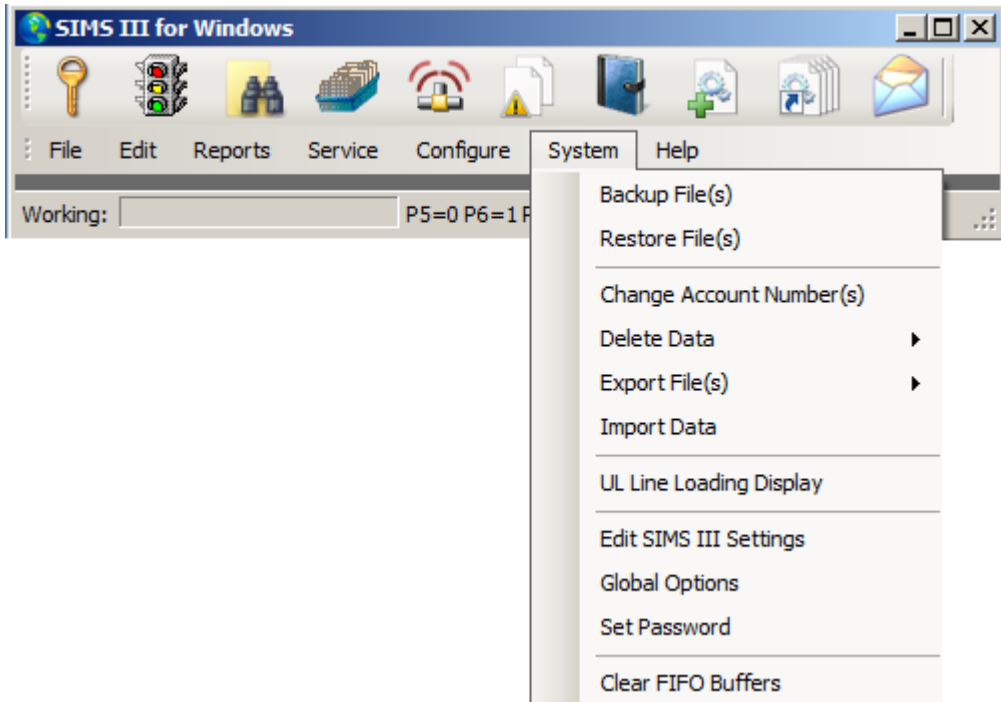 SIMS III for Windows
File Edit Reports Service Configure System Help
Working: P5=0 P6=1
Backup File(s)
Restore File(s)
Change Account Number(s)
Delete Data
Export File(s)
Import Data
UL Line Loading Display
Edit SIMS III Settings
Global Options
Set Password
Clear FIFO Buffers